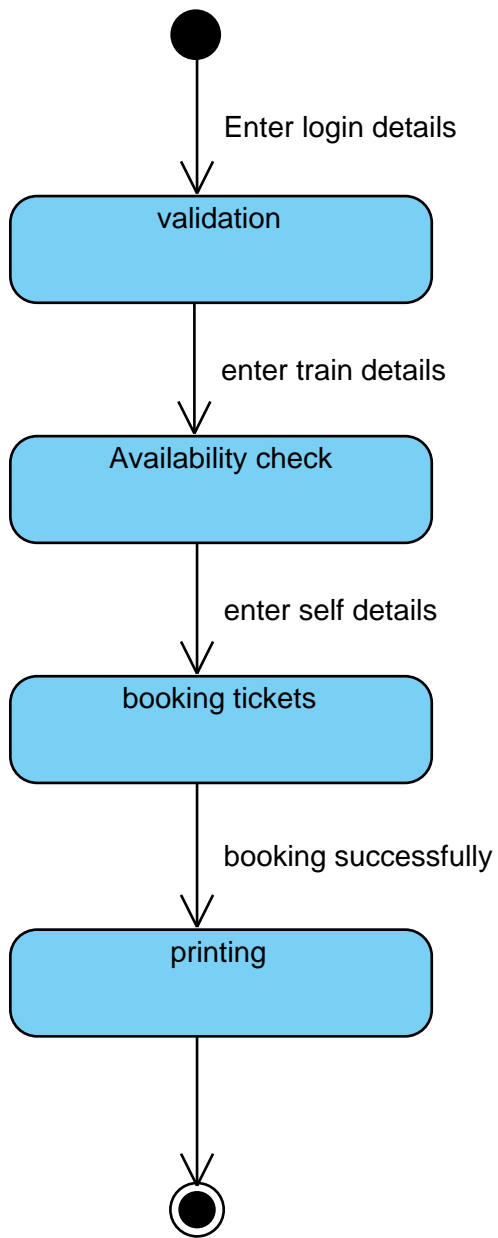 Enter login details
validation
enter train details
Availability check
enter self details
booking tickets
booking successfully
printing